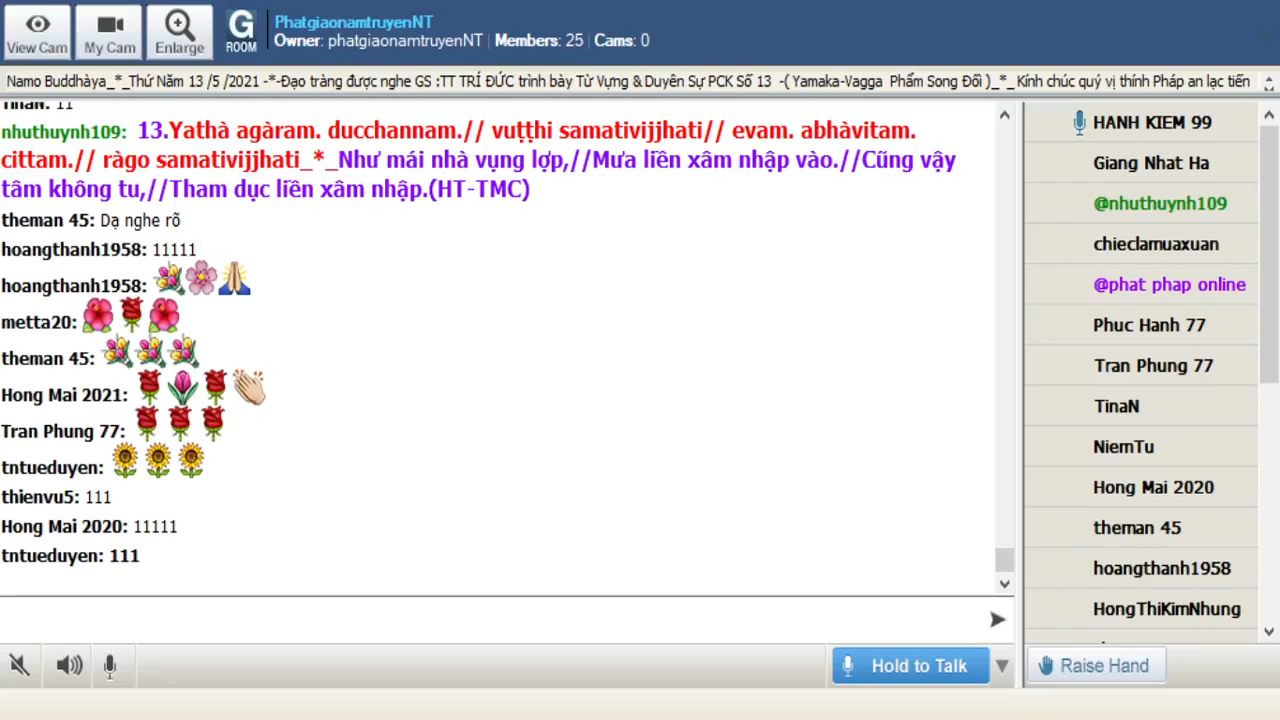 View Cam
My Cam
Enlarge
G
ROOM
PhatgiaonamtruyenNT
Owner: phatgiaonamtruyenNT | Members: 25 | Cams: 0
Namo Buddhàya_*_Thứ Năm 13 /5 /2021 -*-Đạo tràng được nghe GS :TT TRÍ ĐỨC trình bày Từ Vựng & Duyên Sự PCK Số 13 -( Yamaka-Vagga Phẩm Song Đối )_*_ Kính chúc quý vị thính Pháp an lạc tiến
TinaN: 11
nhuthuynh109: 13.Yathà agàram. ducchannam.// vuṭṭhi samativijjhati// evam. abhàvitam.
cittam.// ràgo samativijjhati_*_Như mái nhà vụng lợp,//Mưa liền xâm nhập vào.//Cũng vậy
tâm không tu,//Tham dục liền xâm nhập.(HT-TMC)
theman 45: Dạ nghe rõ
hoangthanh1958: 11111
hoangthanh1958:
metta20:
theman 45:
Hong Mai 2021:
Tran Phung 77:
tntueduyen:
thienvu5: 111
Hong Mai 2020: 11111
tntueduyen: 111
HANH KIEM 99
Giang Nhat Ha
@nhuthuynh109
chieclamuaxuan
@phat phap online
Phuc Hanh 77
Tran Phung 77
TinaN
NiemTu
Hong Mai 2020
theman 45
hoangthanh1958
HongThiKimNhung
Hold to Talk
Raise Hand